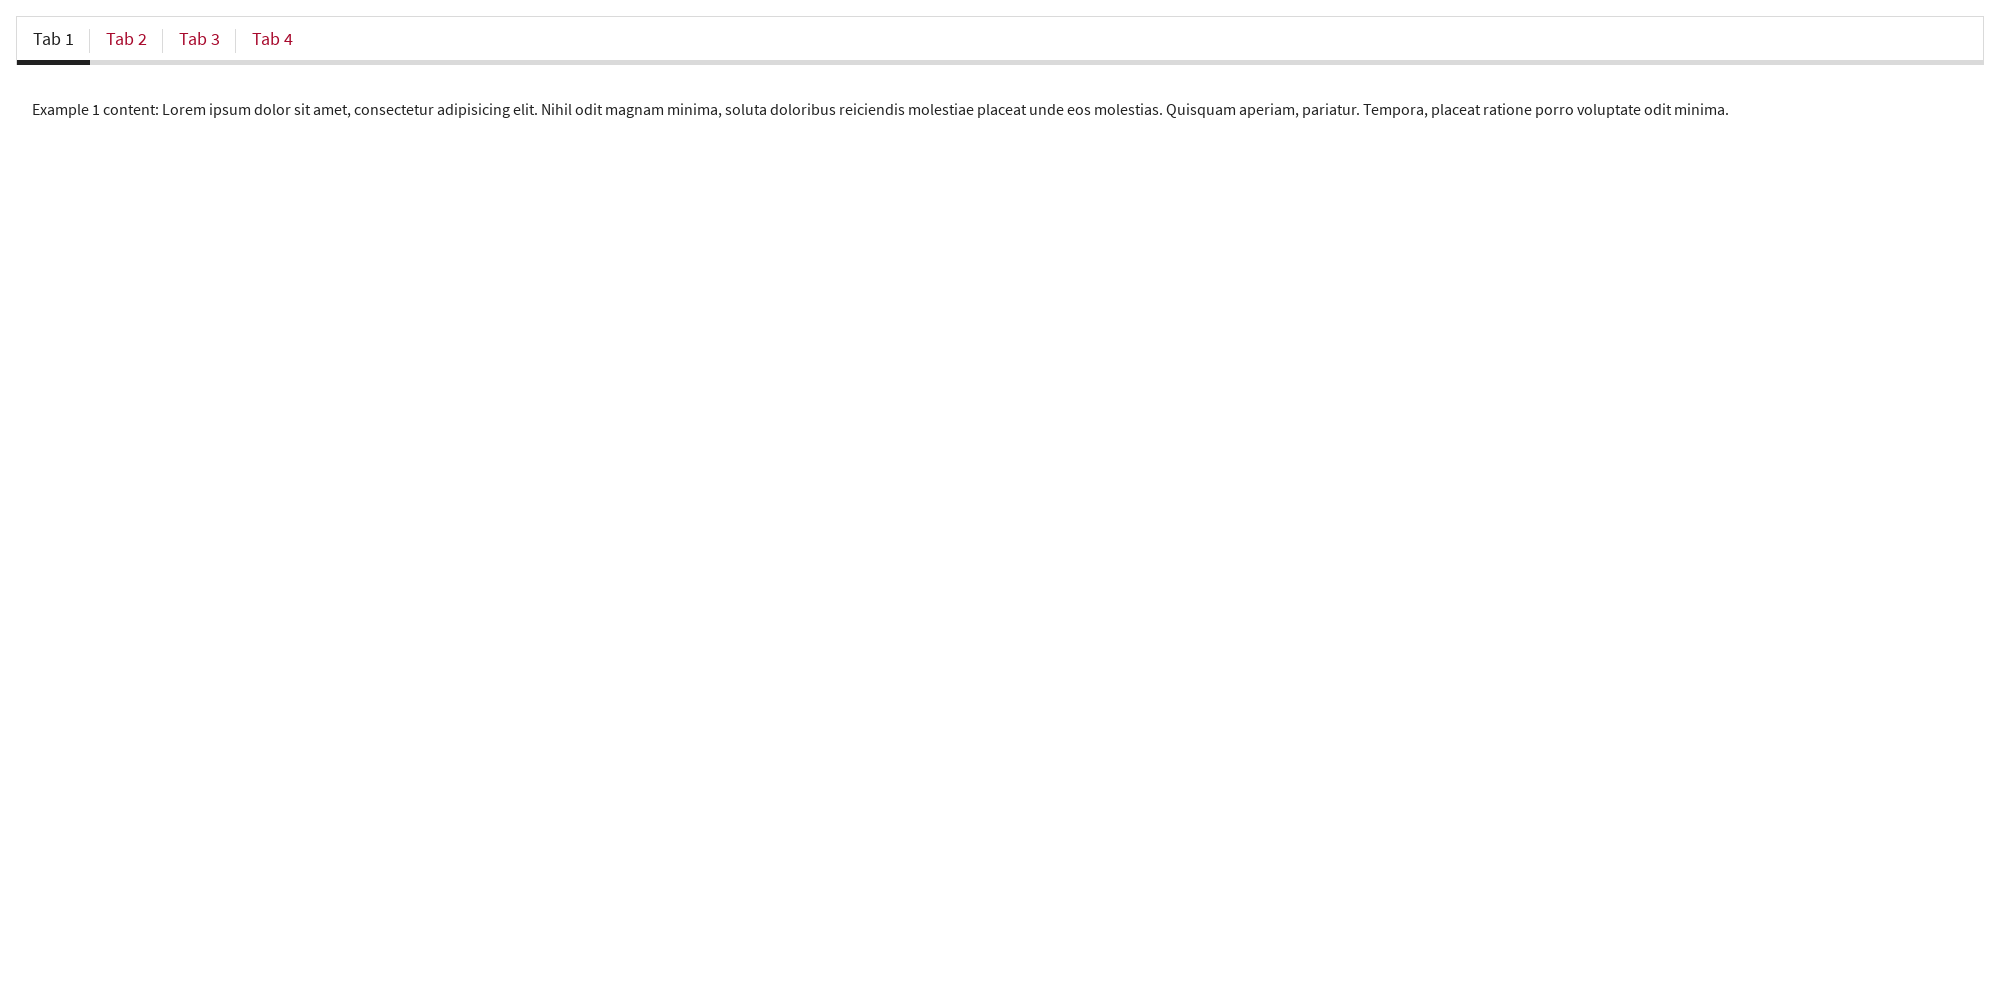 Tab 1 Tab 2 Tab 3 Tab 4
Example 1 content: Lorem ipsum dolor sit amet, consectetur adipisicing elit. Nihil odit magnam minima, soluta doloribus reiciendis molestiae placeat unde eos molestias. Quisquam aperiam, pariatur. Tempora, placeat ratione porro voluptate odit minima.